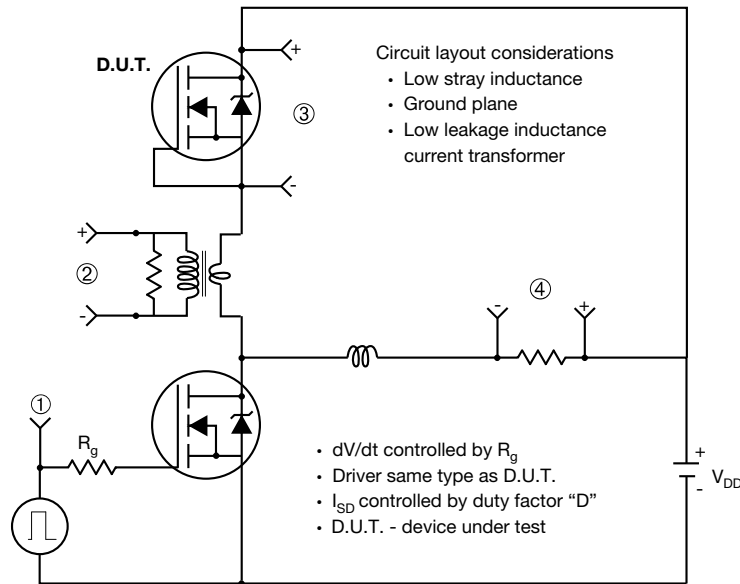 D.U.T.
+
③
-
Circuit layout considerations
• Low stray inductance
• Ground plane
• Low leakage inductance
current transformer
+
②
-
-
④
+
①
R_g
• dV/dt controlled by R_g
• Driver same type as D.U.T.
• I_SD controlled by duty factor “D”
• D.U.T. - device under test
+
V_DD
-